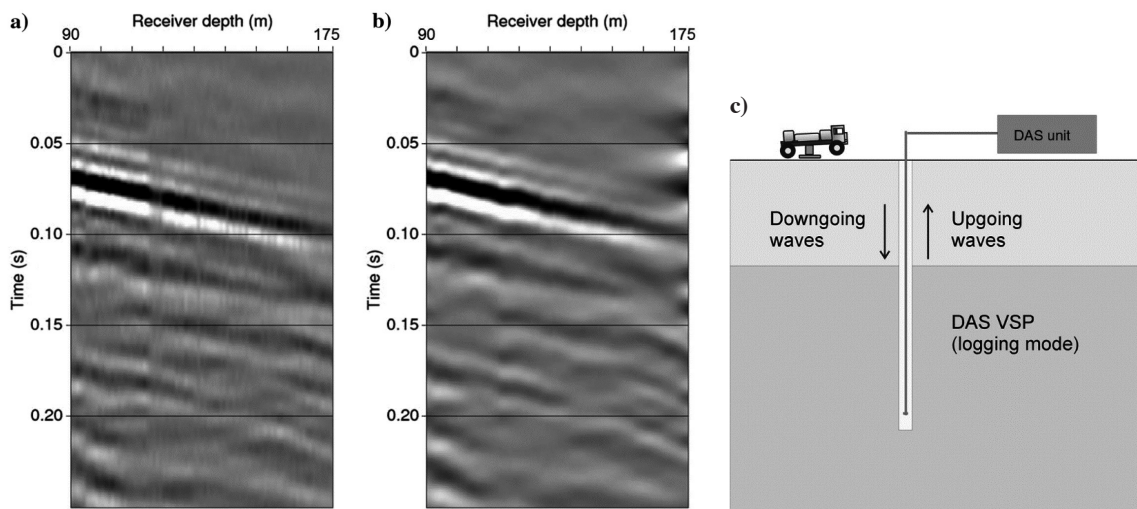 a)
Receiver depth (m)
90 175
0
0.05
0.10
0.15
0.20
Time (s)
b)
Receiver depth (m)
90 175
0
0.05
0.10
0.15
0.20
Time (s)
c)
DAS unit
Downgoing
waves
Upgoing
waves
DAS VSP
(logging mode)